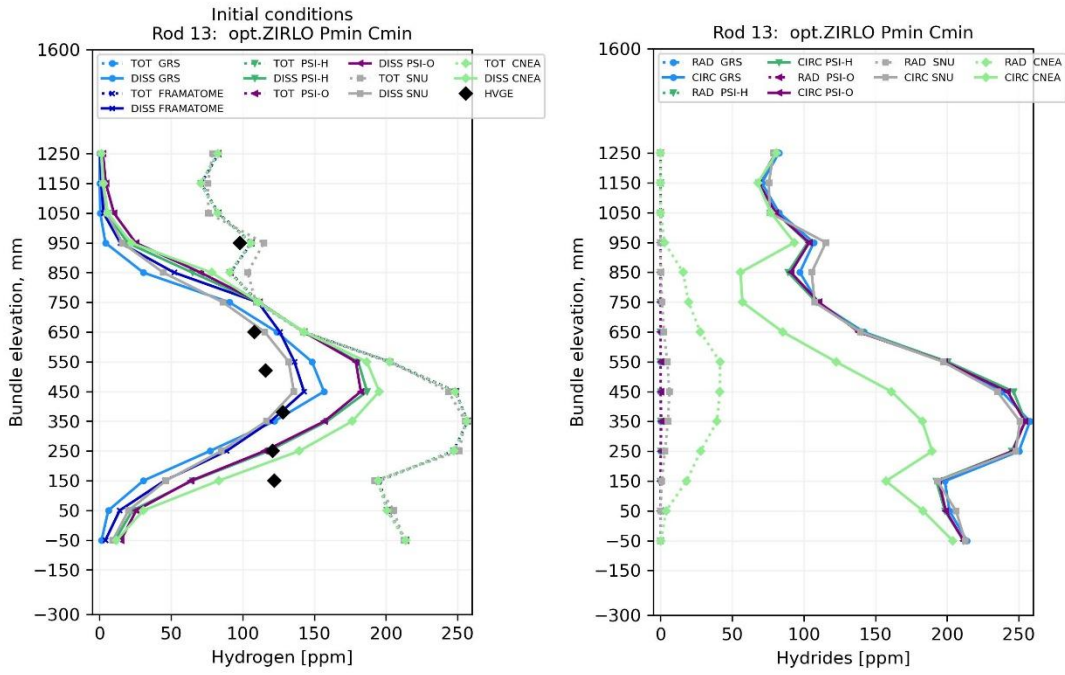 Initial conditions
Rod 13: opt.ZIRLO Pmin Cmin
TOT GRS
DISS GRS
TOT FRAMATOME
DISS FRAMATOME
TOT PSI-H
DISS PSI-H
TOT PSI-O
DISS PSI-O
TOT SNU
DISS SNU
TOT CNEA
DISS CNEA
HVGE
Bundle elevation, mm
1600
1250
1150
1050
950
850
750
650
550
450
350
250
150
50
−50
−300
0 50 100 150 200 250
Hydrogen [ppm]
Rod 13: opt.ZIRLO Pmin Cmin
RAD GRS
CIRC GRS
RAD PSI-H
CIRC PSI-H
RAD PSI-O
CIRC PSI-O
RAD SNU
CIRC SNU
RAD CNEA
CIRC CNEA
Bundle elevation, mm
1600
1250
1150
1050
950
850
750
650
550
450
350
250
150
50
−50
−300
0 50 100 150 200 250
Hydrides [ppm]